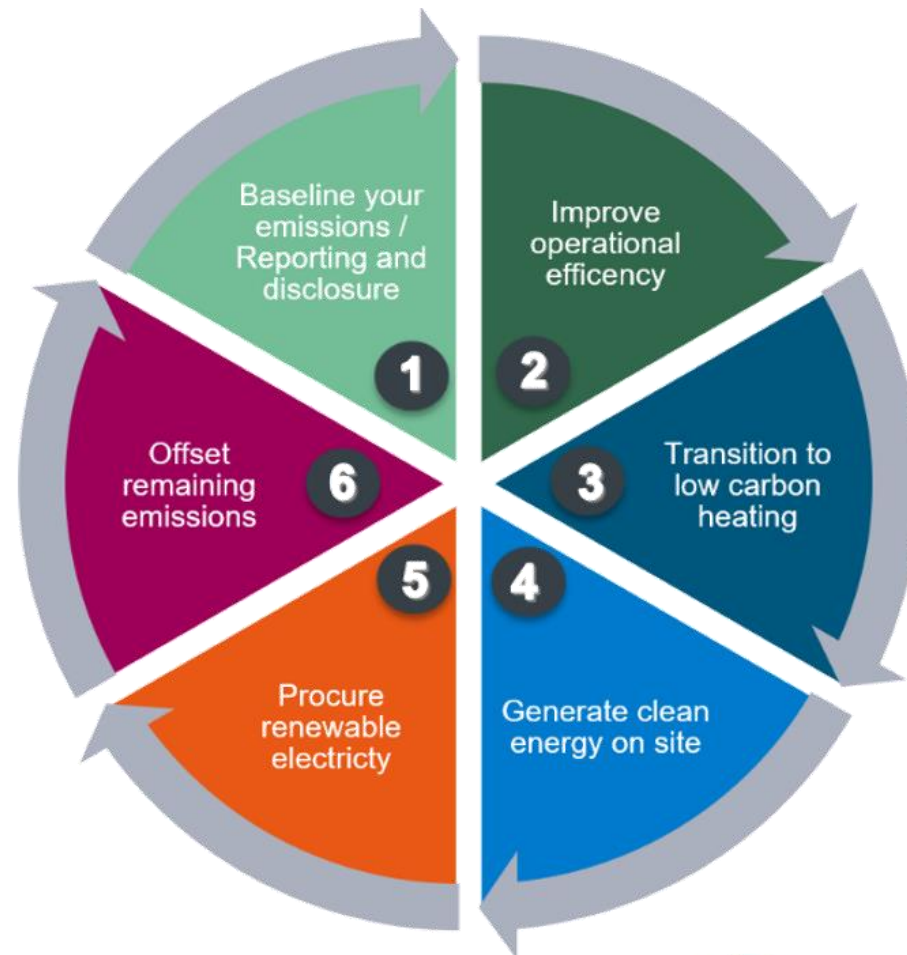 Baseline your
emissions /
Reporting and
disclosure
1
Improve
operational
efficency
2
Transition to
low carbon
heating
3
Generate clean
energy on site
4
Procure
renewable
electricty
5
Offset
remaining
emissions
6